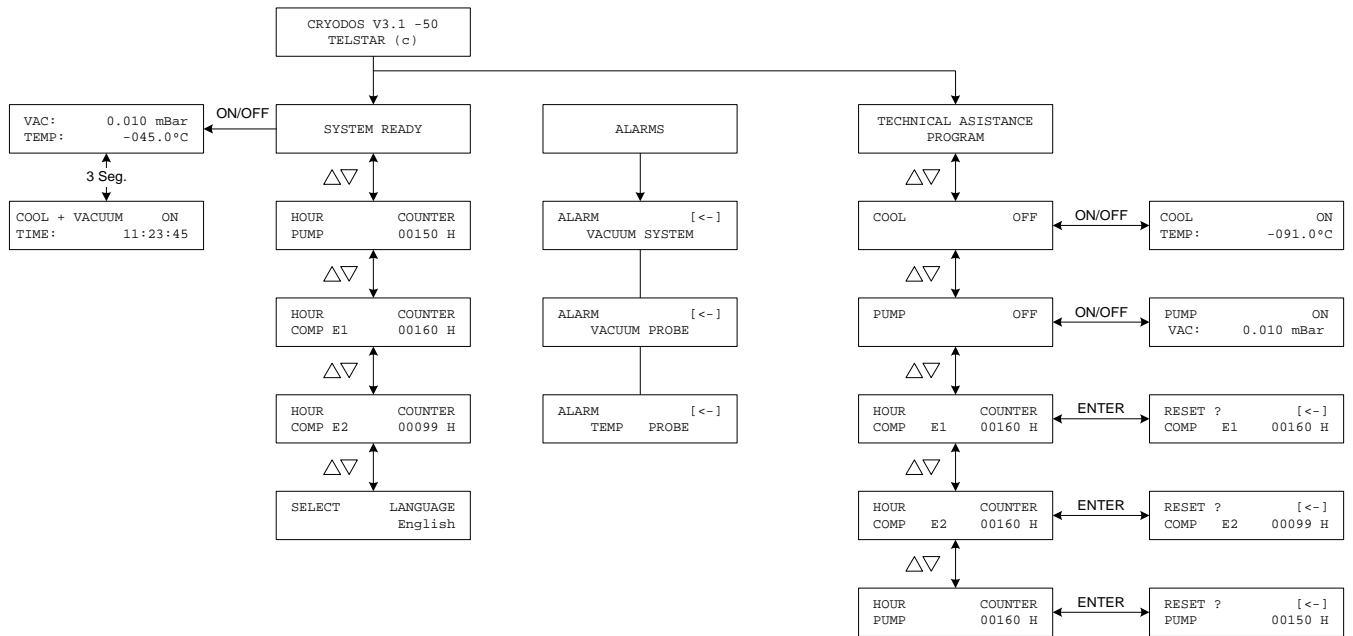 CRYODOS V3.1 -50
TELSTAR (c)
VAC: 0.010 mBar
TEMP: -045.0°C
ON/OFF
SYSTEM READY
ALARMS
TECHNICAL ASISTANCE
PROGRAM
3 Seg.
COOL + VACUUM ON
TIME: 11:23:45
HOUR COUNTER
PUMP 00150 H
ALARM [<-]
VACUUM SYSTEM
COOL OFF
ON/OFF
COOL ON
TEMP: -091.0°C
HOUR COUNTER
COMP E1 00160 H
ALARM [<-]
VACUUM PROBE
PUMP OFF
ON/OFF
PUMP ON
VAC: 0.010 mBar
HOUR COUNTER
COMP E2 00099 H
ALARM [<-]
TEMP PROBE
HOUR COUNTER
COMP E1 00160 H
ENTER
RESET ? [<-]
COMP E1 00160 H
SELECT LANGUAGE
English
HOUR COUNTER
COMP E2 00160 H
ENTER
RESET ? [<-]
COMP E2 00099 H
HOUR COUNTER
PUMP 00160 H
ENTER
RESET ? [<-]
PUMP 00150 H